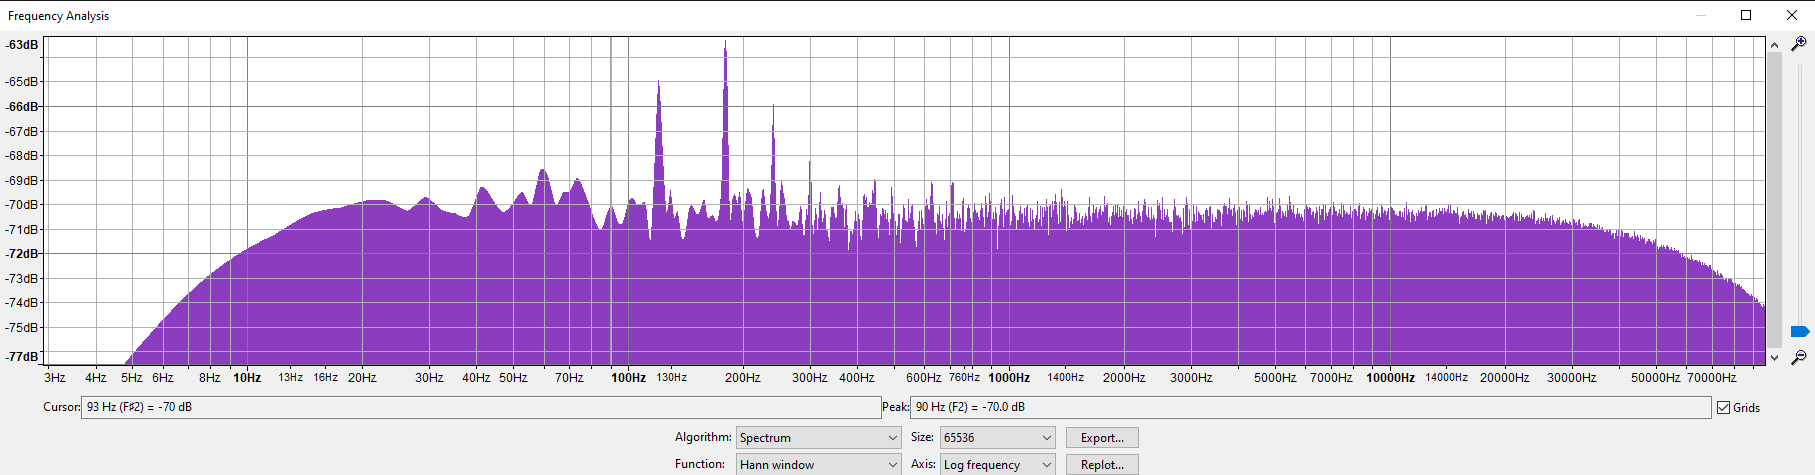 Frequency Analysis
-63dB
-65dB
-66dB
-67dB
-68dB
-69dB
-70dB
-71dB
-72dB
-73dB
-74dB
-75dB
-77dB
3Hz 4Hz 5Hz 6Hz 8Hz 10Hz 13Hz 16Hz 20Hz 30Hz 40Hz 50Hz 70Hz 100Hz 130Hz 200Hz 300Hz 400Hz 600Hz 760Hz 1000Hz 1400Hz 2000Hz 3000Hz 5000Hz 7000Hz 10000Hz 14000Hz 20000Hz 30000Hz 50000Hz 70000Hz
Cursor: 93 Hz (F♯2) = -70 dB Peak: 90 Hz (F2) = -70.0 dB Grids
Algorithm: Spectrum Size: 65536 Export...
Function: Hann window Axis: Log frequency Replot...